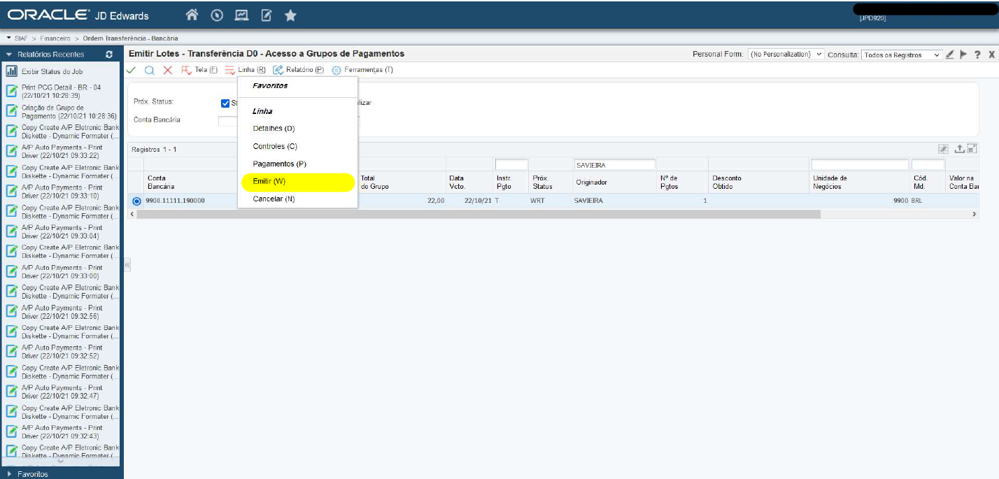 ORACLE JD Edwards
[JPD920]
SIAF > Financeiro > Ordem Transferência - Bancária
Relatórios Recentes
Exibir Status do Job
Print PCG Detail - BR - 04
(22/10/21 10:28:39)
Criação de Grupo de
Pagamento (22/10/21 10:28:36)
Copy Create A/P Eletronic Bank
Diskette - Dynamic Formater (...
A/P Auto Payments - Print
Driver (22/10/21 09:33:22)
Copy Create A/P Eletronic Bank
Diskette - Dynamic Formater (...
A/P Auto Payments - Print
Driver (22/10/21 09:33:10)
Copy Create A/P Eletronic Bank
Diskette - Dynamic Formater (...
A/P Auto Payments - Print
Driver (22/10/21 09:33:04)
Copy Create A/P Eletronic Bank
Diskette - Dynamic Formater (...
A/P Auto Payments - Print
Driver (22/10/21 09:33:00)
Copy Create A/P Eletronic Bank
Diskette - Dynamic Formater (...
A/P Auto Payments - Print
Driver (22/10/21 09:32:56)
Copy Create A/P Eletronic Bank
Diskette - Dynamic Formater (...
A/P Auto Payments - Print
Driver (22/10/21 09:32:52)
Copy Create A/P Eletronic Bank
Diskette - Dynamic Formater (...
A/P Auto Payments - Print
Driver (22/10/21 09:32:47)
Copy Create A/P Eletronic Bank
Diskette - Dynamic Formater (...
A/P Auto Payments - Print
Driver (22/10/21 09:32:43)
Copy Create A/P Eletronic Bank
Diskette - Dynamic Formater (...
Favoritos
Emitir Lotes - Transferência D0 - Acesso a Grupos de Pagamentos
Personal Form: (No Personalization) Consulta: Todos os Registros
Tela (F) Linha (R) Relatório (P) Ferramentas (T)
Favoritos
Linha
Detalhes (D)
Controles (C)
Pagamentos (P)
Emitir (W)
Cancelar (N)
Próx. Status: St lizar
Conta Bancária
Registros 1 - 1
SAVIEIRA
Conta Bancária
Total do Grupo
Data Vcto.
Instr. Pgto
Próx. Status
Originador
Nº de Pgtos
Desconto Obtido
Unidade de Negócios
Cód. Md.
Valor na Conta Bar
9900.11111.190000 22,00 22/10/21 T WRT SAVIEIRA 1 9900 BRL